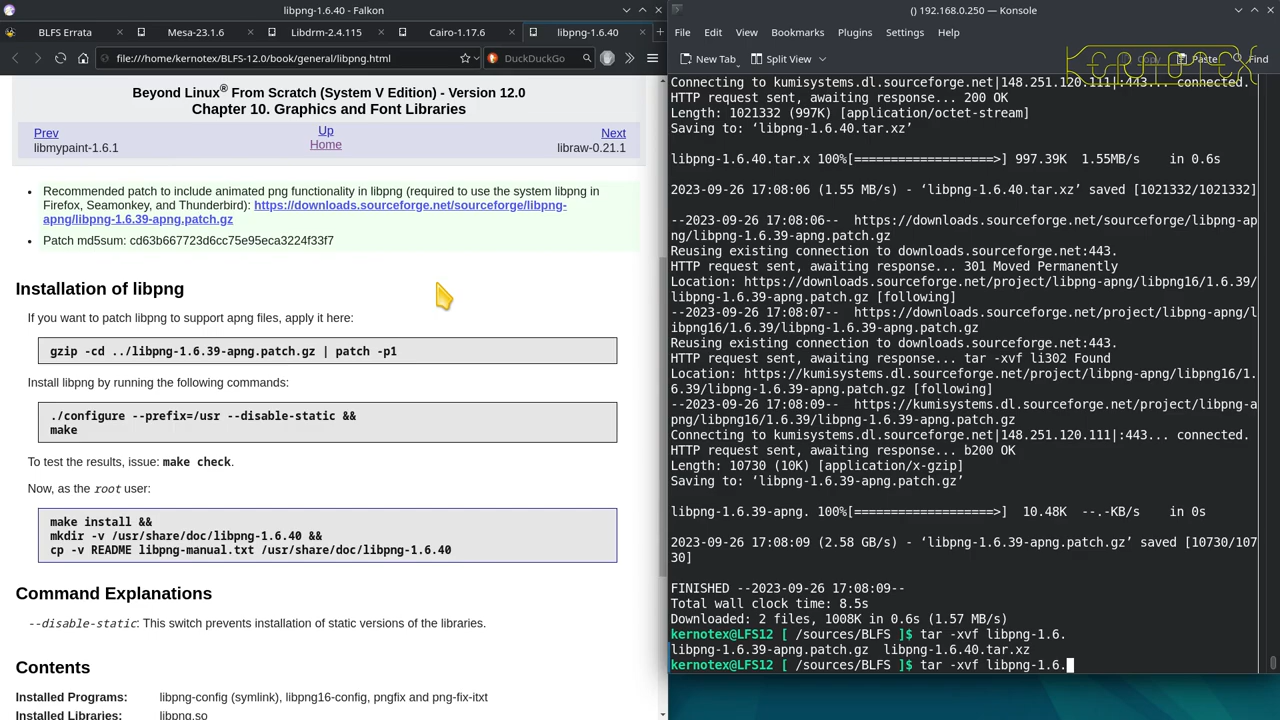 libpng-1.6.40 - Falkon
BLFS Errata
Mesa-23.1.6
Libdrm-2.4.115
Cairo-1.17.6
libpng-1.6.40
file:///home/kernotex/BLFS-12.0/book/general/libpng.html
DuckDuckGo
Beyond Linux® From Scratch (System V Edition) - Version 12.0
Chapter 10. Graphics and Font Libraries
Prev
Up
Next
libmypaint-1.6.1
Home
libraw-0.21.1
Recommended patch to include animated png functionality in libpng (required to use the system libpng in
Firefox, Seamonkey, and Thunderbird): https://downloads.sourceforge.net/sourceforge/libpng-
apng/libpng-1.6.39-apng.patch.gz
Patch md5sum: cd63b667723d6cc75e95eca3224f33f7
Installation of libpng
If you want to patch libpng to support apng files, apply it here:
gzip -cd ../libpng-1.6.39-apng.patch.gz | patch -p1
Install libpng by running the following commands:
./configure --prefix=/usr --disable-static &&
make
To test the results, issue: make check.
Now, as the root user:
make install &&
mkdir -v /usr/share/doc/libpng-1.6.40 &&
cp -v README libpng-manual.txt /usr/share/doc/libpng-1.6.40
Command Explanations
--disable-static: This switch prevents installation of static versions of the libraries.
Contents
Installed Programs: libpng-config (symlink), libpng16-config, pngfix and png-fix-itxt
Installed Libraries: libpng.so
() 192.168.0.250 — Konsole
File Edit View Bookmarks Plugins Settings Help
New Tab Split View Copy Paste Find
KERNOTEX
Connecting to kumisystems.dl.sourceforge.net|148.251.120.111|:443... connected.
HTTP request sent, awaiting response... 200 OK
Length: 1021332 (997K) [application/octet-stream]
Saving to: ‘libpng-1.6.40.tar.xz’
libpng-1.6.40.tar.x 100%[===================>] 997.39K 1.55MB/s in 0.6s
2023-09-26 17:08:06 (1.55 MB/s) - ‘libpng-1.6.40.tar.xz’ saved [1021332/1021332]
--2023-09-26 17:08:06-- https://downloads.sourceforge.net/sourceforge/libpng-ap
ng/libpng-1.6.39-apng.patch.gz
Reusing existing connection to downloads.sourceforge.net:443.
HTTP request sent, awaiting response... 301 Moved Permanently
Location: https://downloads.sourceforge.net/project/libpng-apng/libpng16/1.6.39/
libpng-1.6.39-apng.patch.gz [following]
--2023-09-26 17:08:07-- https://downloads.sourceforge.net/project/libpng-apng/l
ibpng16/1.6.39/libpng-1.6.39-apng.patch.gz
Reusing existing connection to downloads.sourceforge.net:443.
HTTP request sent, awaiting response... tar -xvf li302 Found
Location: https://kumisystems.dl.sourceforge.net/project/libpng-apng/libpng16/1.
6.39/libpng-1.6.39-apng.patch.gz [following]
--2023-09-26 17:08:09-- https://kumisystems.dl.sourceforge.net/project/libpng-a
png/libpng16/1.6.39/libpng-1.6.39-apng.patch.gz
Connecting to kumisystems.dl.sourceforge.net|148.251.120.111|:443... connected.
HTTP request sent, awaiting response... b200 OK
Length: 10730 (10K) [application/x-gzip]
Saving to: ‘libpng-1.6.39-apng.patch.gz’
libpng-1.6.39-apng. 100%[===================>] 10.48K --.-KB/s in 0s
2023-09-26 17:08:09 (2.58 GB/s) - ‘libpng-1.6.39-apng.patch.gz’ saved [10730/107
30]
FINISHED --2023-09-26 17:08:09--
Total wall clock time: 8.5s
Downloaded: 2 files, 1008K in 0.6s (1.57 MB/s)
kernotex@LFS12 [ /sources/BLFS ]$ tar -xvf libpng-1.6.
libpng-1.6.39-apng.patch.gz libpng-1.6.40.tar.xz
kernotex@LFS12 [ /sources/BLFS ]$ tar -xvf libpng-1.6.